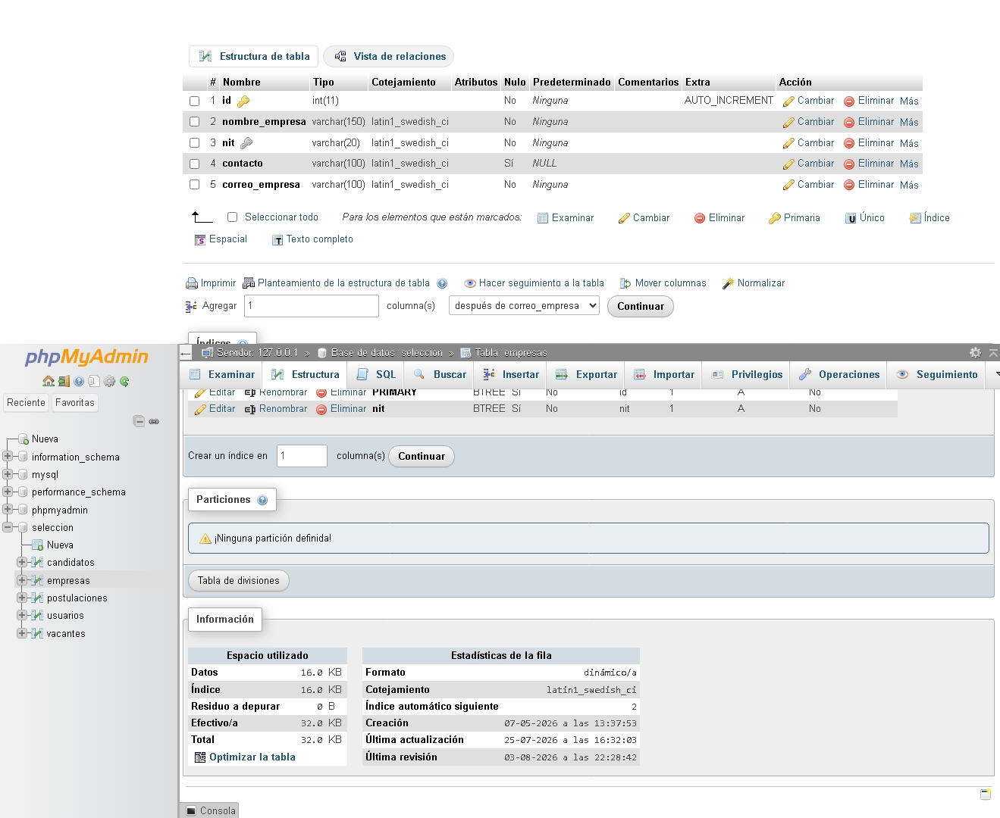 Estructura de tabla Vista de relaciones
# Nombre Tipo Cotejamiento Atributos Nulo Predeterminado Comentarios Extra Acción
1 id int(11) No Ninguna AUTO_INCREMENT Cambiar Eliminar Más
2 nombre_empresa varchar(150) latin1_swedish_ci No Ninguna Cambiar Eliminar Más
3 nit varchar(20) latin1_swedish_ci No Ninguna Cambiar Eliminar Más
4 contacto varchar(100) latin1_swedish_ci Sí NULL Cambiar Eliminar Más
5 correo_empresa varchar(100) latin1_swedish_ci No Ninguna Cambiar Eliminar Más
Seleccionar todo Para los elementos que están marcados: Examinar Cambiar Eliminar Primaria Único Índice
Espacial Texto completo
Imprimir Planteamiento de la estructura de tabla Hacer seguimiento a la tabla Mover columnas Normalizar
Agregar 1 columna(s) después de correo_empresa Continuar
Índices
phpMyAdmin
Reciente Favoritas
Nueva
information_schema
mysql
performance_schema
phpmyadmin
seleccion
Nueva
candidatos
empresas
postulaciones
usuarios
vacantes
Servidor: 127.0.0.1 » Base de datos: seleccion » Tabla: empresas
Examinar Estructura SQL Buscar Insertar Exportar Importar Privilegios Operaciones Seguimiento
Editar Renombrar Eliminar PRIMARY BTREE Sí No id 1 A No
Editar Renombrar Eliminar nit BTREE Sí No nit 1 A No
Crear un índice en 1 columna(s) Continuar
Particiones
¡Ninguna partición definida!
Tabla de divisiones
Información
Espacio utilizado
Datos 16.0 KB
Índice 16.0 KB
Residuo a depurar 0 B
Efectivo/a 32.0 KB
Total 32.0 KB
Optimizar la tabla
Estadísticas de la fila
Formato dinámico/a
Cotejamiento latin1_swedish_ci
Índice automático siguiente 2
Creación 07-05-2026 a las 13:37:53
Última actualización 25-07-2026 a las 16:32:03
Última revisión 03-08-2026 a las 22:28:42
Consola